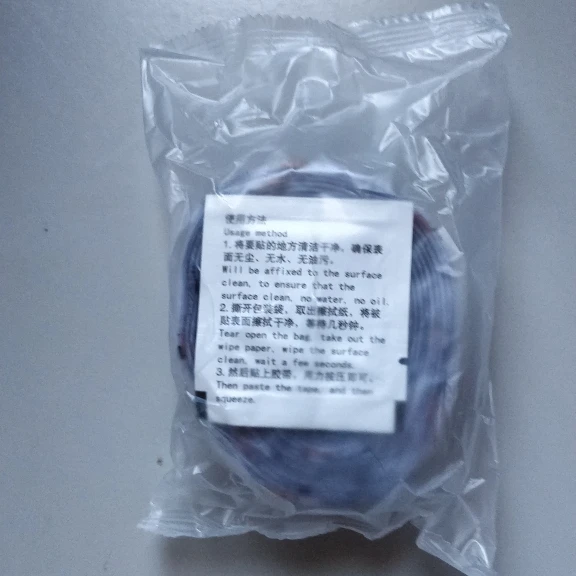 使用方法
Usage method
1.将要贴的地方清洁干净，确保表
面无尘、无水、无油污。
Will be affixed to the surface
clean, to ensure that the
surface clean, no water, no oil.
2.撕开包装袋，取出擦拭纸，将被
贴表面擦拭干净，等待几秒钟。
Tear open the bag, take out the
wipe paper, wipe the surface
clean, wait a few seconds.
3.然后贴上胶带，用力按压即可。
Then paste the tape, and then
squeeze.